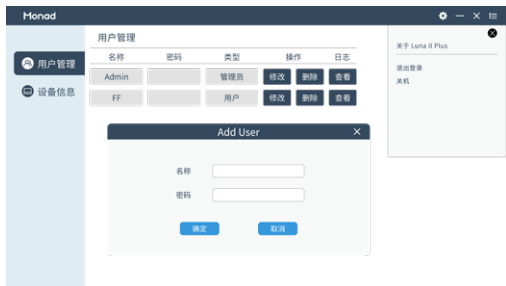 Monad
用户管理
设备信息
用户管理
名称 密码 类型 操作 日志
Admin 管理员 修改 删除 查看
FF 用户 修改 删除 查看
Add User
名称
密码
确定 取消
关于 Luna II Plus
退出登录
关机